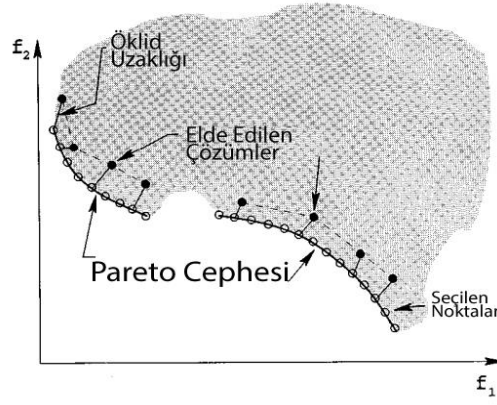 f₂
Öklid
Uzaklığı
Elde Edilen
Çözümler
Pareto Cephesi
Seçilen
Noktalar
f₁